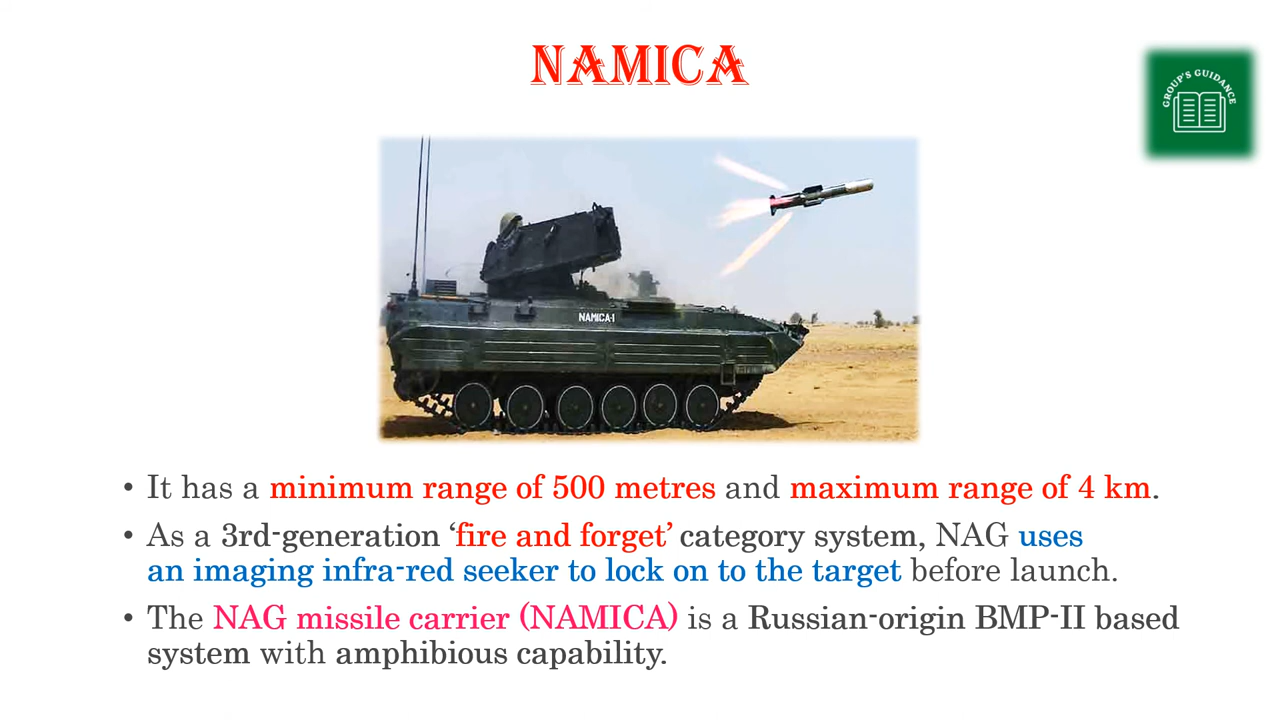 NAMICA
GROUP'S GUIDANCE
NAMICA-1
• It has a minimum range of 500 metres and maximum range of 4 km.
• As a 3rd-generation ‘fire and forget’ category system, NAG uses
an imaging infra-red seeker to lock on to the target before launch.
• The NAG missile carrier (NAMICA) is a Russian-origin BMP-II based
system with amphibious capability.